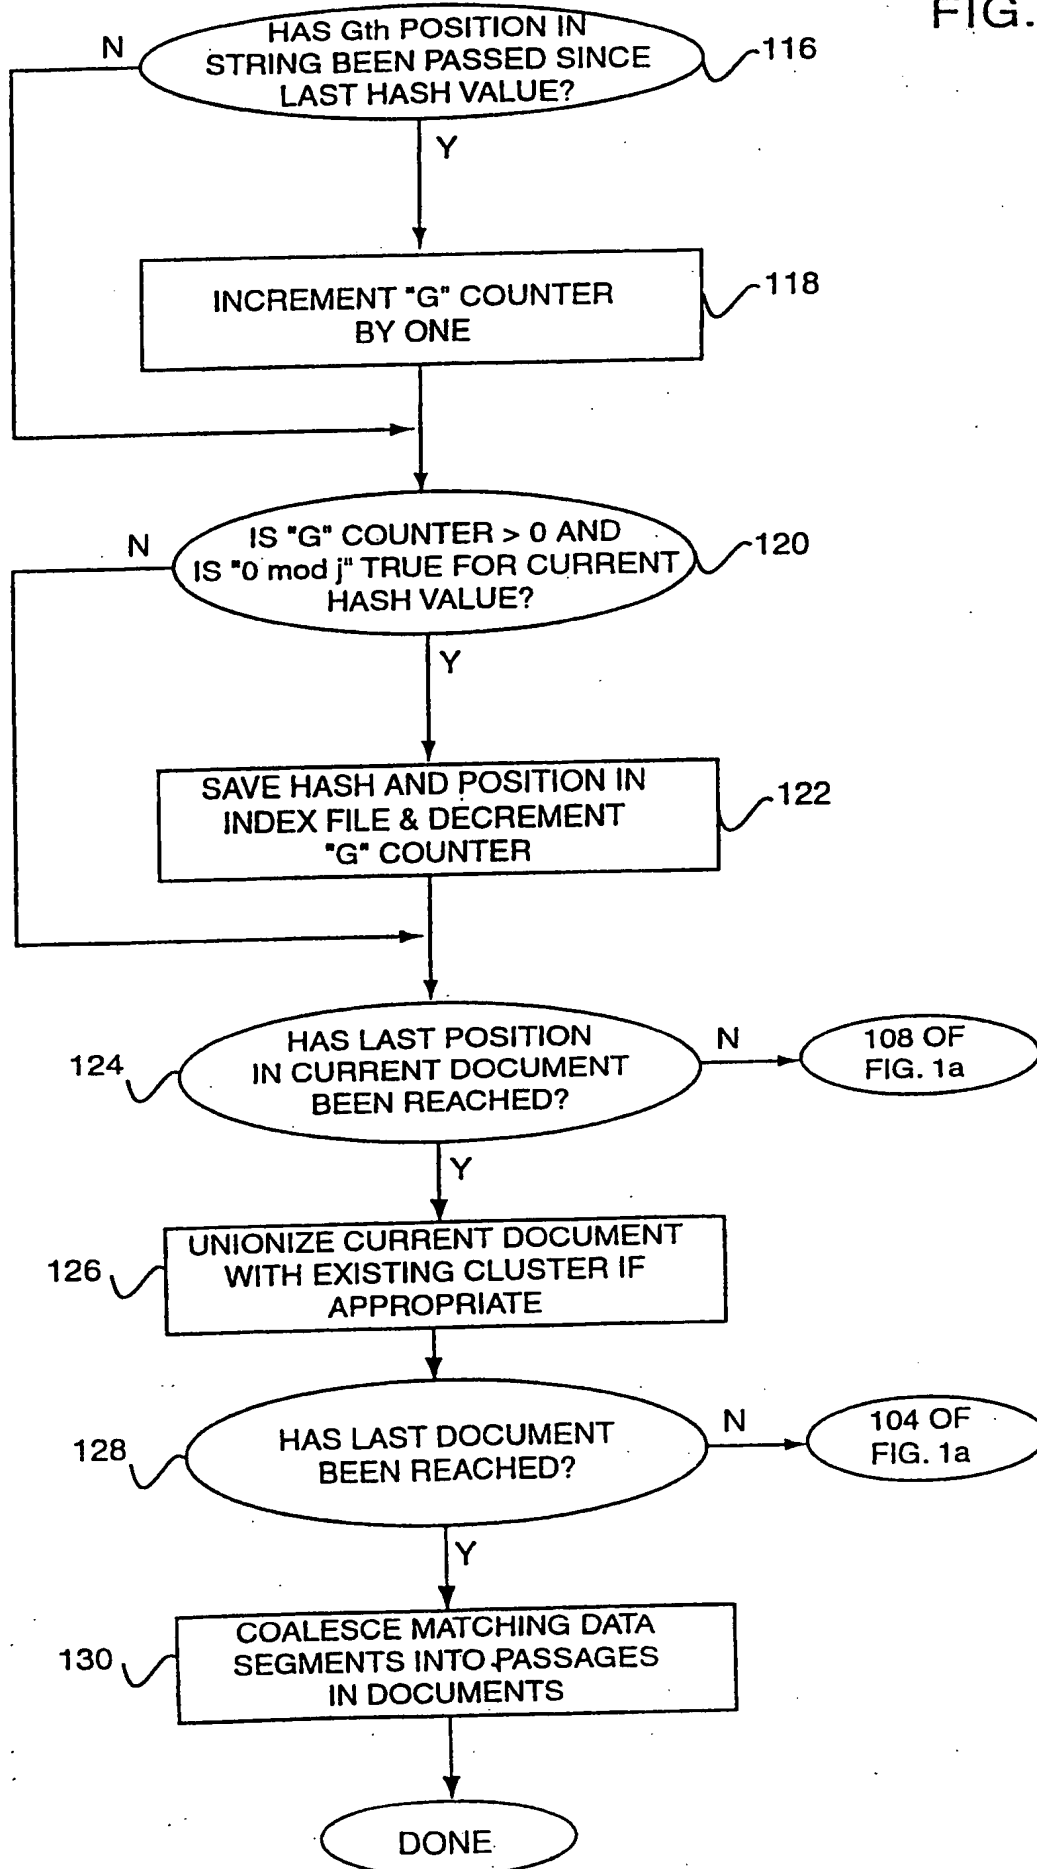 FIG.
HAS Gth POSITION IN
STRING BEEN PASSED SINCE
LAST HASH VALUE?
N
116
Y
INCREMENT "G" COUNTER
BY ONE
118
IS "G" COUNTER > 0 AND
IS "0 mod j" TRUE FOR CURRENT
HASH VALUE?
N
120
Y
SAVE HASH AND POSITION IN
INDEX FILE & DECREMENT
"G" COUNTER
122
HAS LAST POSITION
IN CURRENT DOCUMENT
BEEN REACHED?
124
N
108 OF
FIG. 1a
Y
UNIONIZE CURRENT DOCUMENT
WITH EXISTING CLUSTER IF
APPROPRIATE
126
HAS LAST DOCUMENT
BEEN REACHED?
128
N
104 OF
FIG. 1a
Y
COALESCE MATCHING DATA
SEGMENTS INTO PASSAGES
IN DOCUMENTS
130
DONE